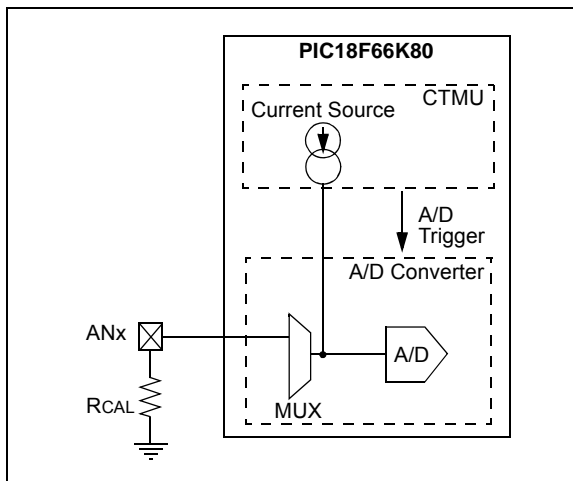 PIC18F66K80
CTMU
Current Source
A/D
Trigger
A/D Converter
ANx
A/D
RCAL
MUX